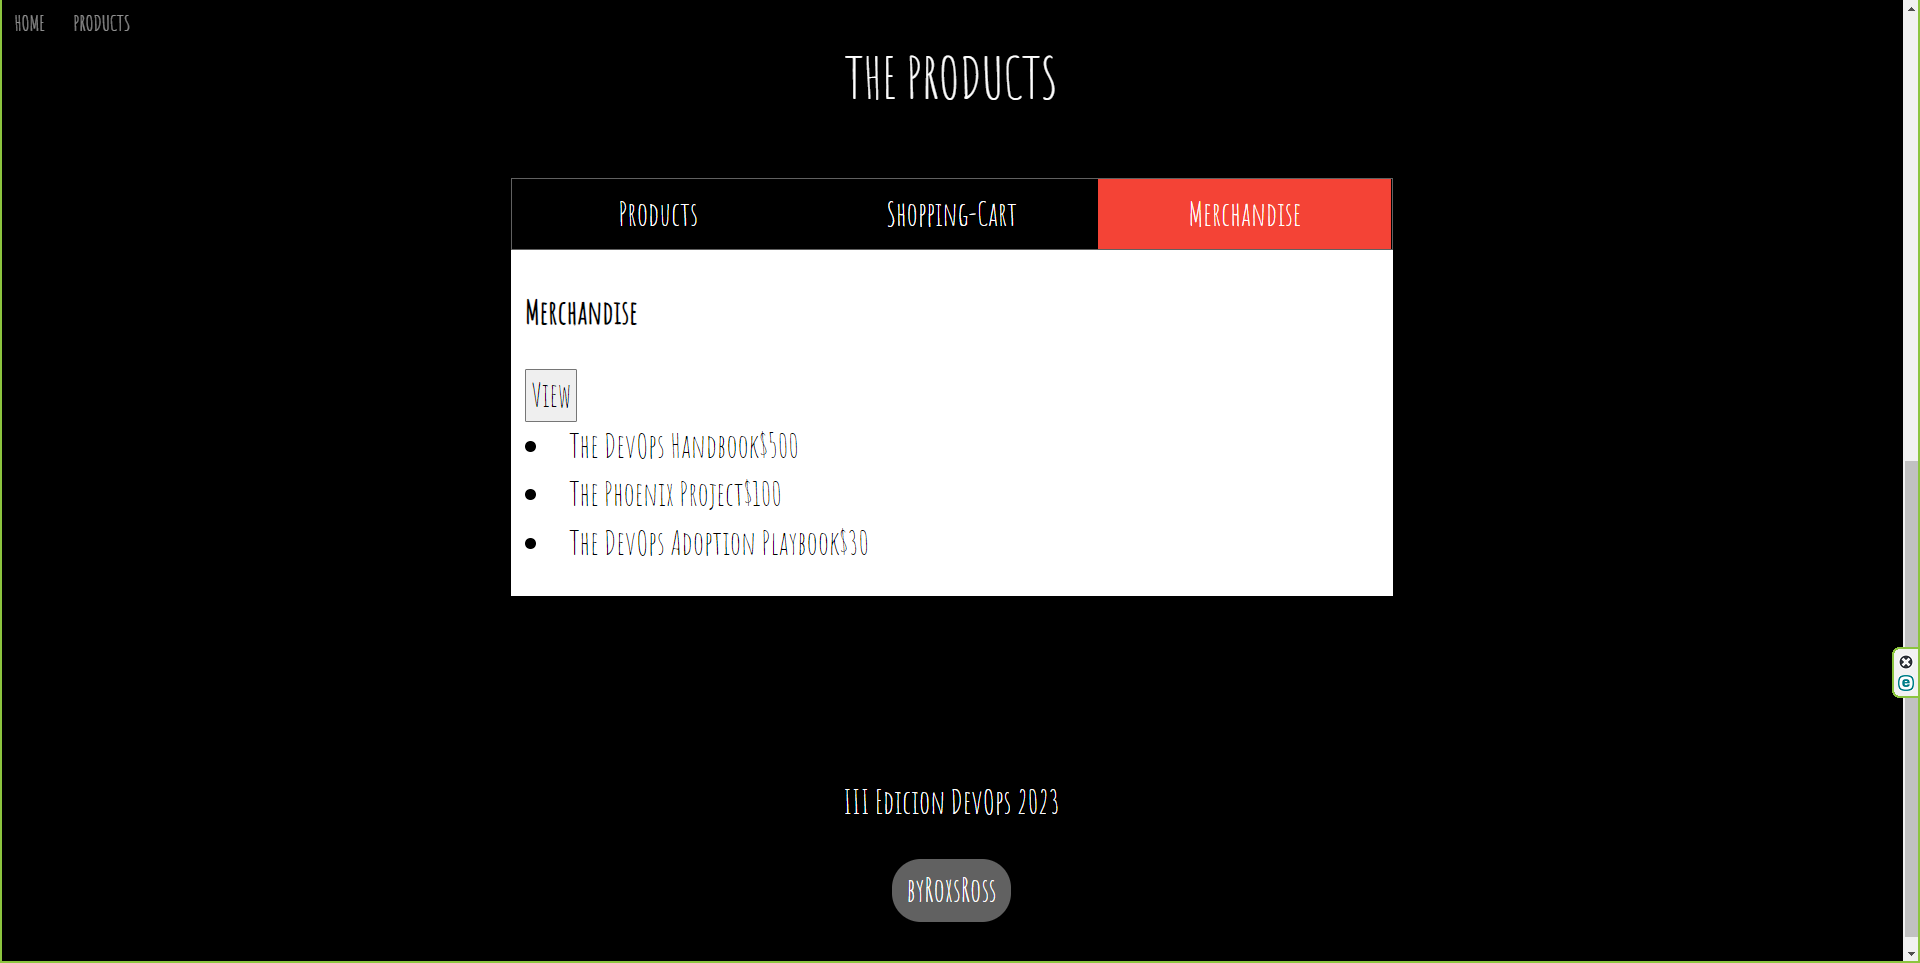 HOME PRODUCTS
THE PRODUCTS
Products Shopping-Cart Merchandise
Merchandise
View
The DevOps Handbook$500
The Phoenix Project$100
The DevOps Adoption Playbook$30
e
III Edicion DevOps 2023
byRoxsRoss